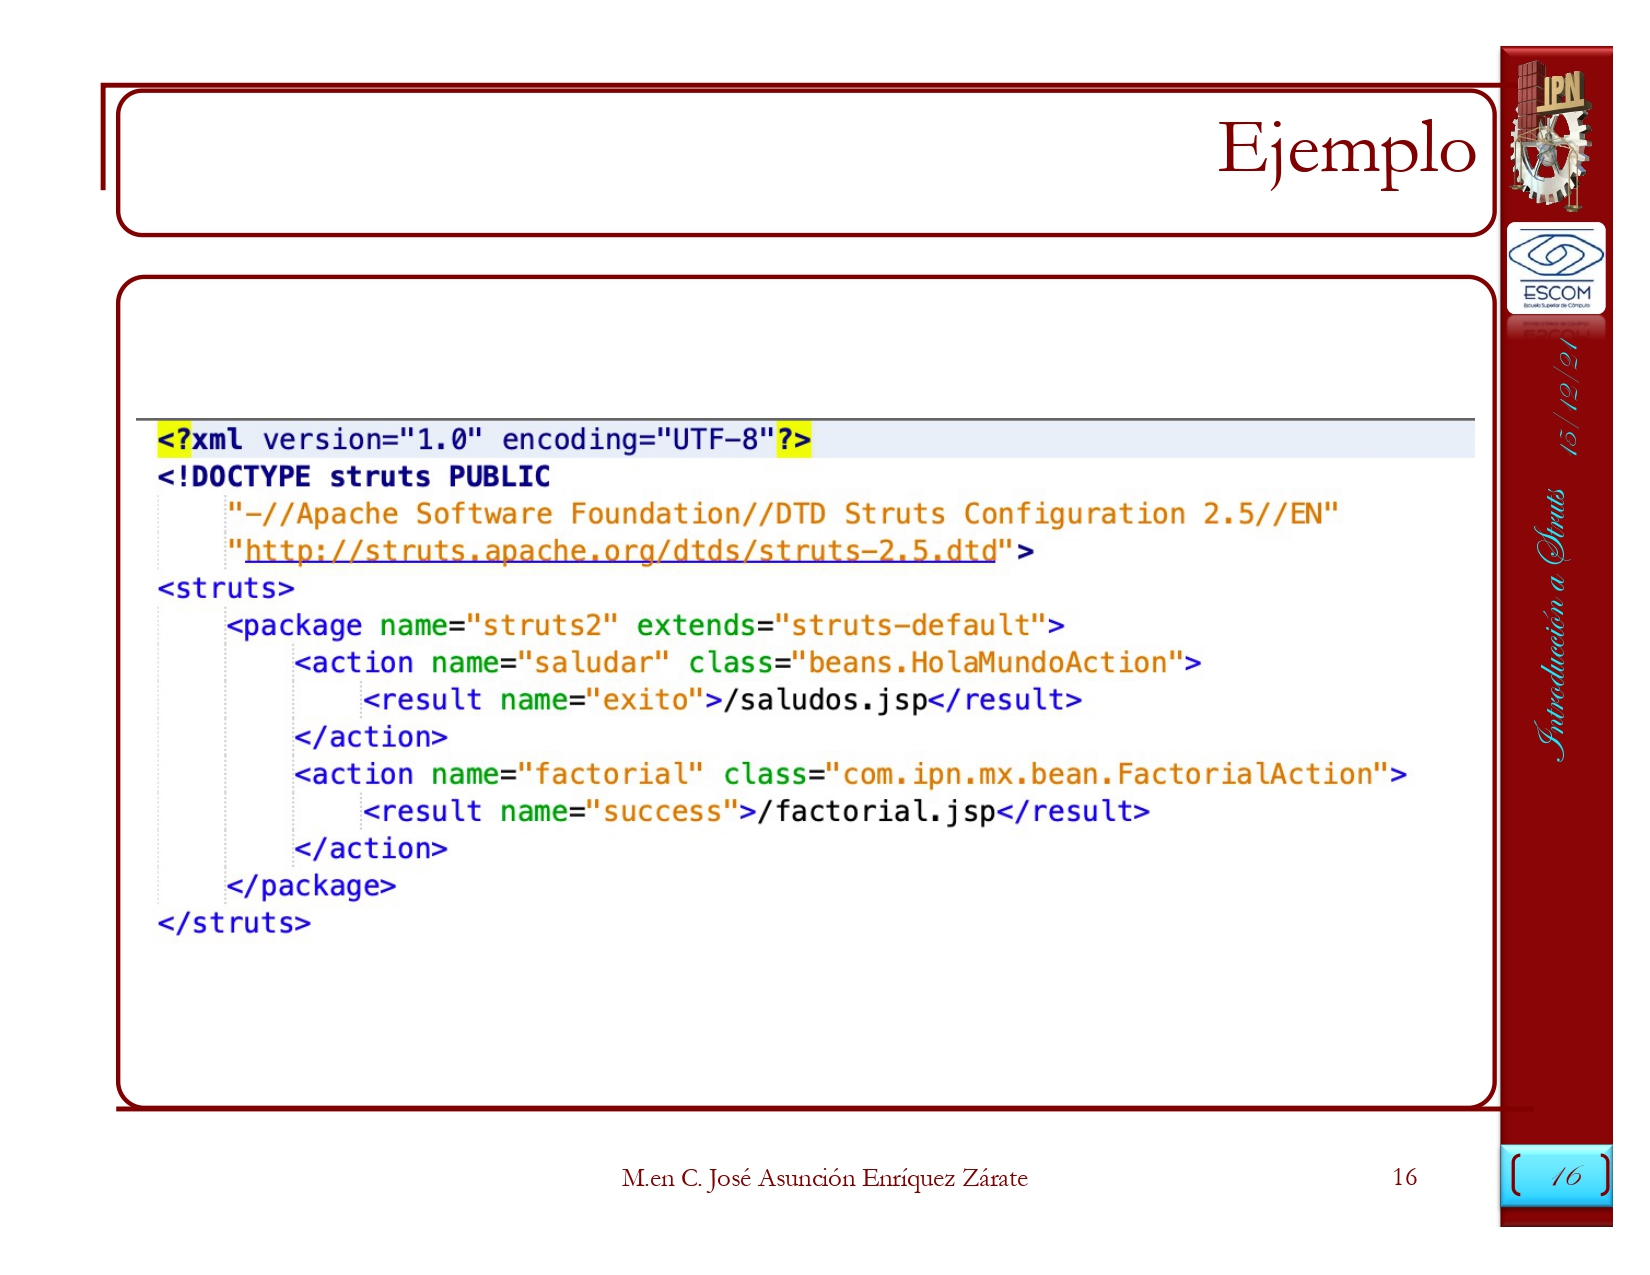 Ejemplo
IPN
ESCOM
Escuela Superior de Cómputo
15/12/21
Introducción a Struts
<?xml version="1.0" encoding="UTF-8"?>
<!DOCTYPE struts PUBLIC
"-//Apache Software Foundation//DTD Struts Configuration 2.5//EN"
"http://struts.apache.org/dtds/struts-2.5.dtd">
<struts>
<package name="struts2" extends="struts-default">
<action name="saludar" class="beans.HolaMundoAction">
<result name="exito">/saludos.jsp</result>
</action>
<action name="factorial" class="com.ipn.mx.bean.FactorialAction">
<result name="success">/factorial.jsp</result>
</action>
</package>
</struts>
M.en C. José Asunción Enríquez Zárate
16
16